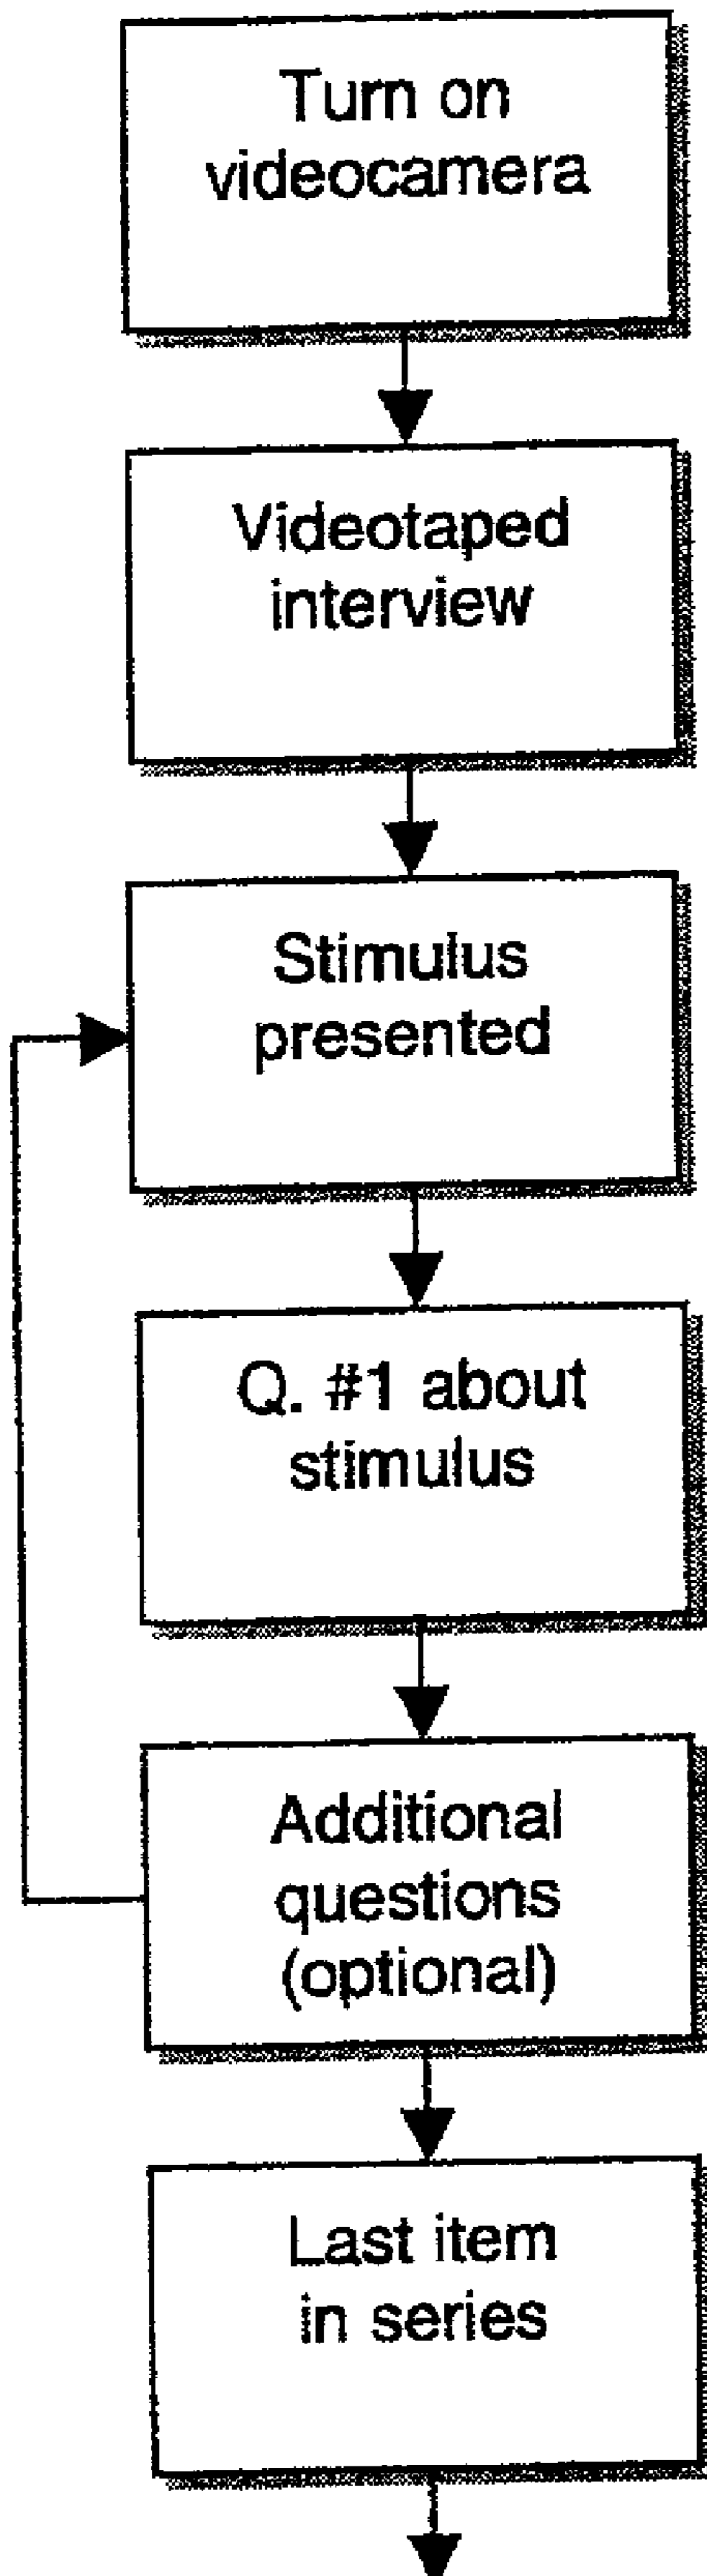 Turn on
videocamera
Videotaped
interview
Stimulus
presented
Q. #1 about
stimulus
Additional
questions
(optional)
Last item
in series